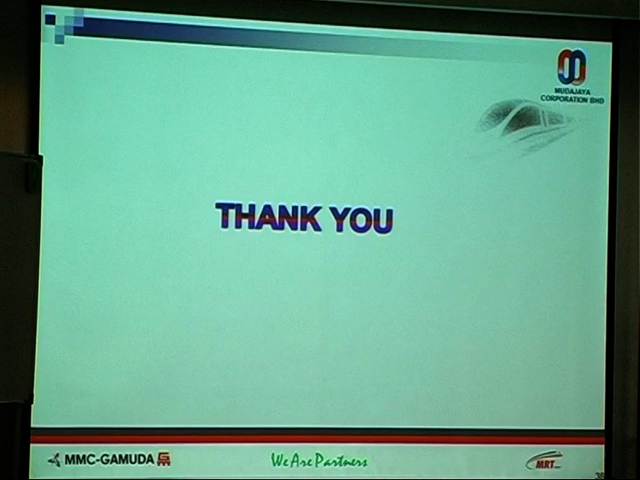 MUDAJAYA
CORPORATION BHD
THANK YOU
MMC-GAMUDA
We Are Partners
MRT